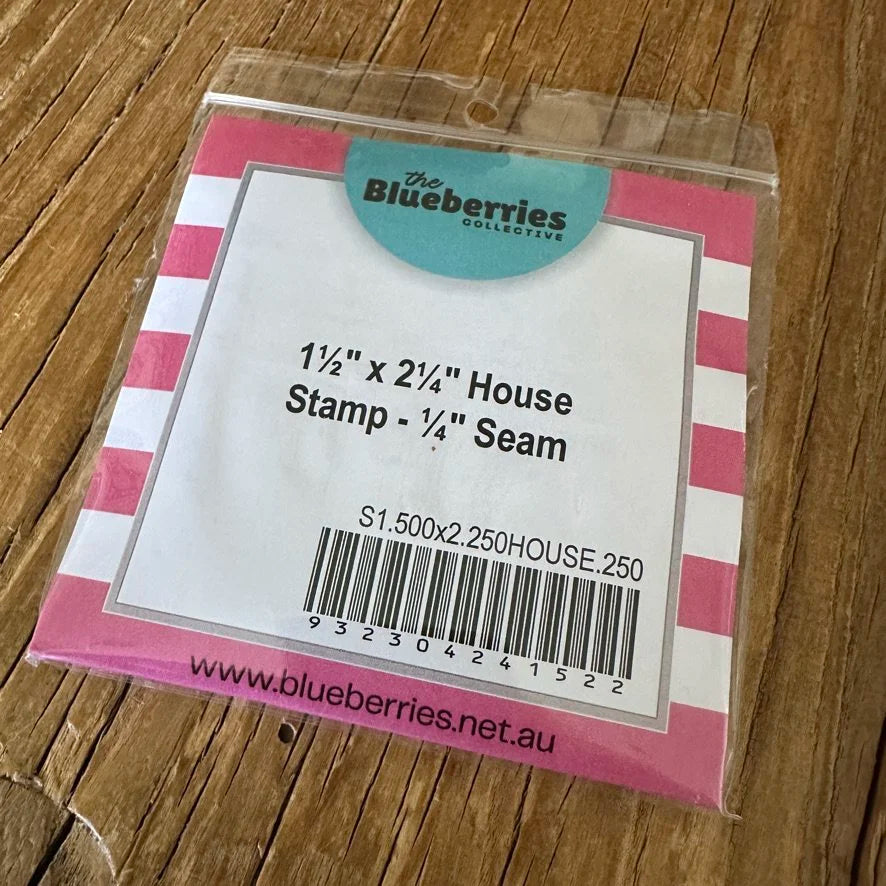 the
Blueberries
COLLECTIVE
1½" x 2¼" House
Stamp - ¼" Seam
S1.500x2.250HOUSE.250
9323042241522
www.blueberries.net.au